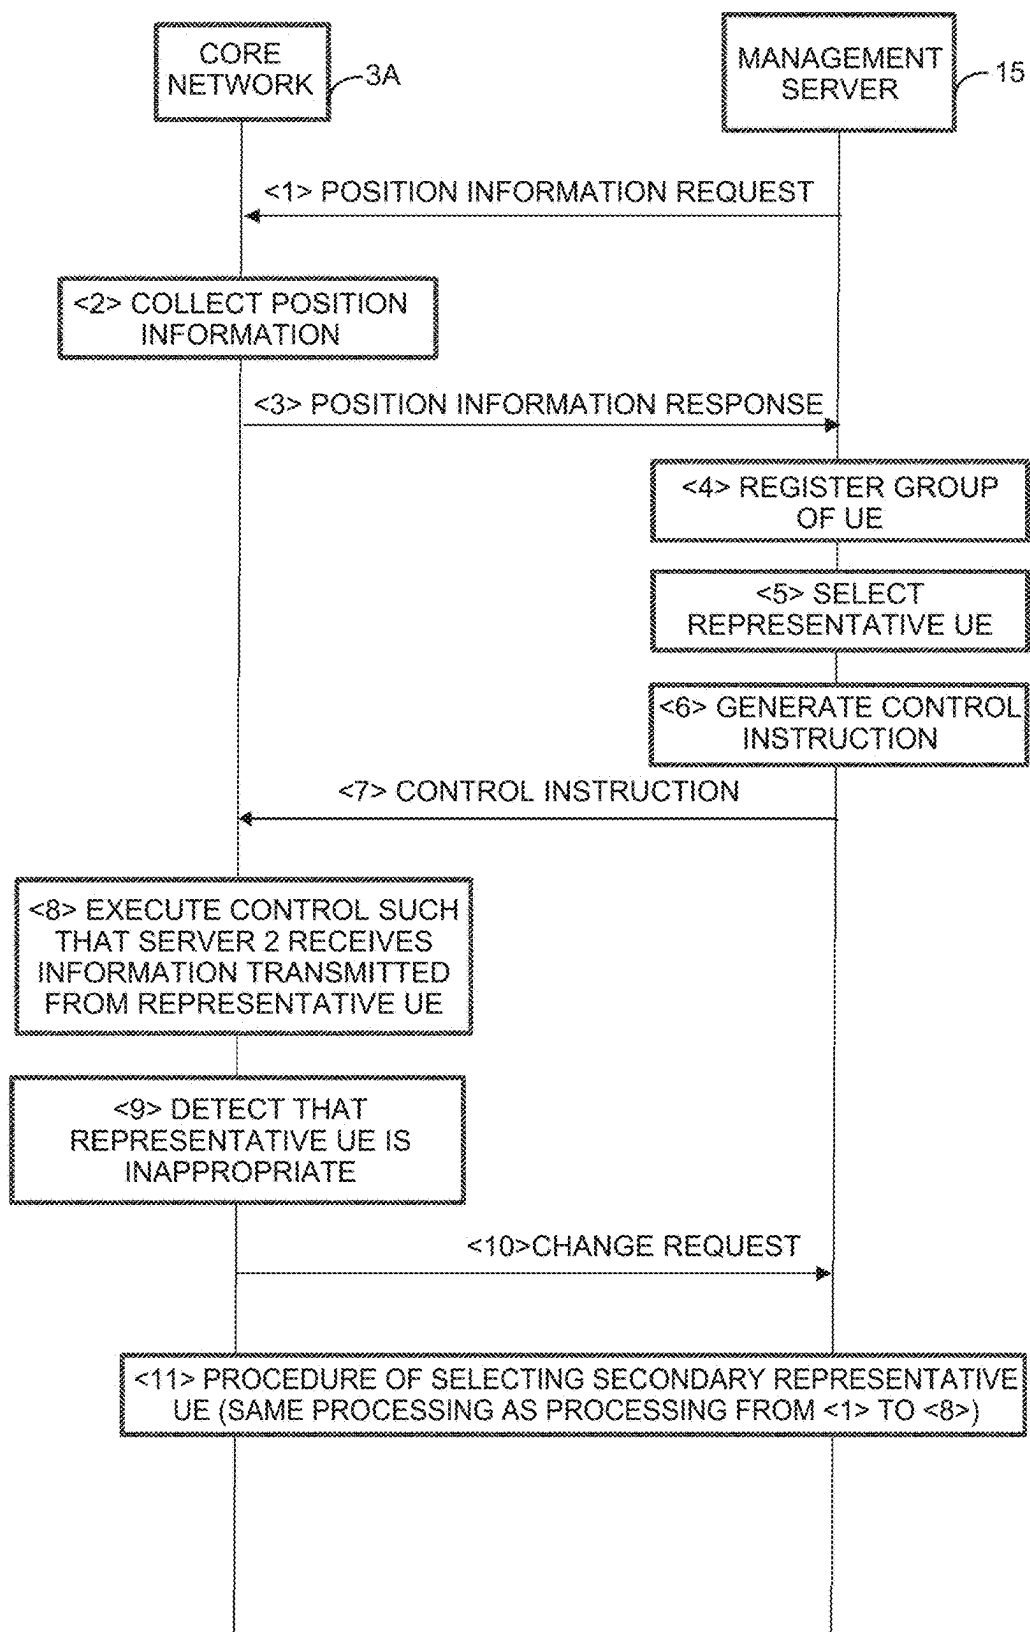 CORE
NETWORK
3A
MANAGEMENT
SERVER
15
<1> POSITION INFORMATION REQUEST
<2> COLLECT POSITION
INFORMATION
<3> POSITION INFORMATION RESPONSE
<4> REGISTER GROUP
OF UE
<5> SELECT
REPRESENTATIVE UE
<6> GENERATE CONTROL
INSTRUCTION
<7> CONTROL INSTRUCTION
<8> EXECUTE CONTROL SUCH
THAT SERVER 2 RECEIVES
INFORMATION TRANSMITTED
FROM REPRESENTATIVE UE
<9> DETECT THAT
REPRESENTATIVE UE IS
INAPPROPRIATE
<10>CHANGE REQUEST
<11> PROCEDURE OF SELECTING SECONDARY REPRESENTATIVE
UE (SAME PROCESSING AS PROCESSING FROM <1> TO <8>)